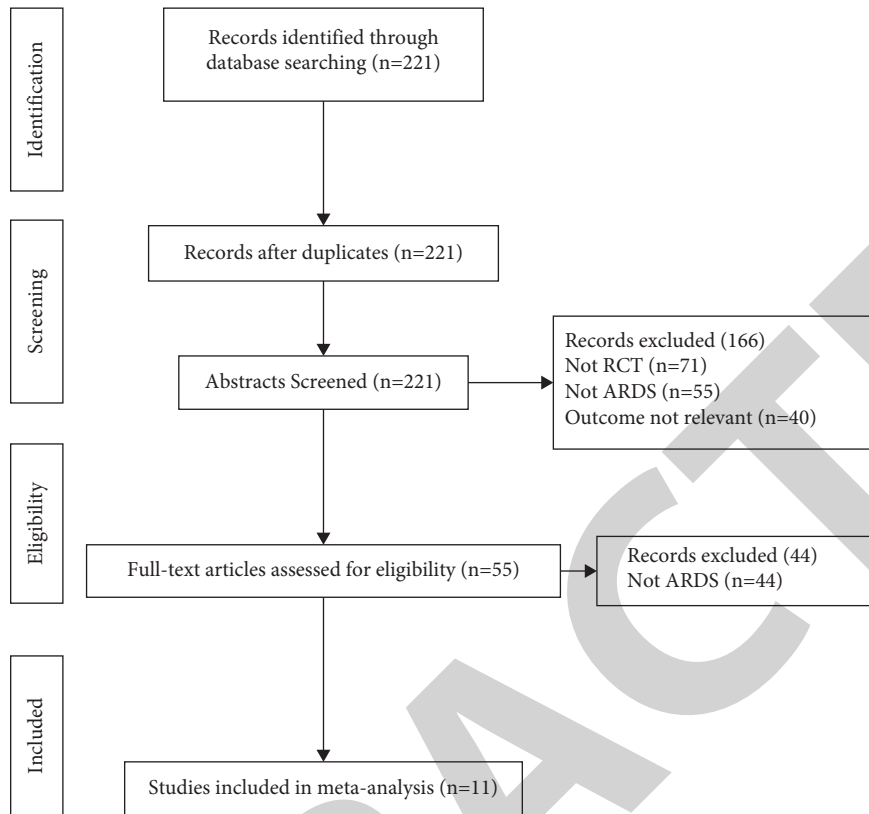 Identification
Records identified through
database searching (n=221)
Screening
Records after duplicates (n=221)
Abstracts Screened (n=221)
Records excluded (166)
Not RCT (n=71)
Not ARDS (n=55)
Outcome not relevant (n=40)
Eligibility
Full-text articles assessed for eligibility (n=55)
Records excluded (44)
Not ARDS (n=44)
Included
Studies included in meta-analysis (n=11)